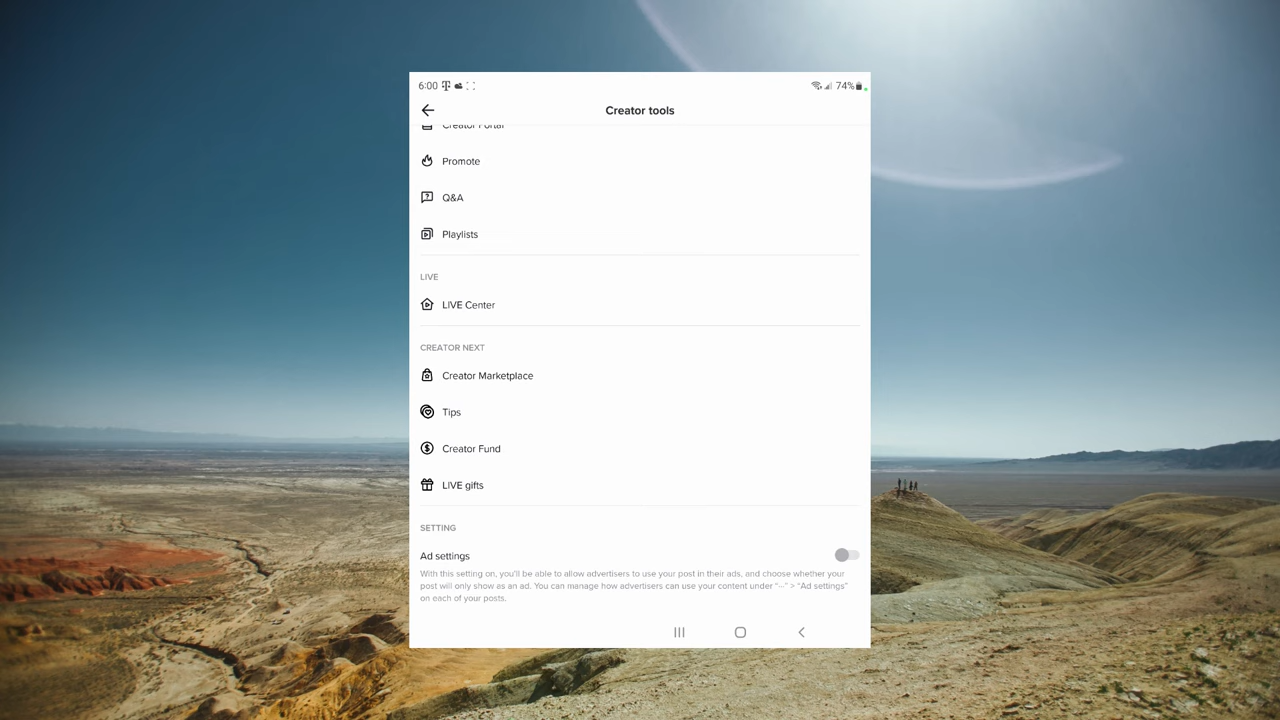 6:00
74%
Creator tools
Creator Portal
Promote
Q&A
Playlists
LIVE
LIVE Center
CREATOR NEXT
Creator Marketplace
Tips
Creator Fund
LIVE gifts
SETTING
Ad settings
With this setting on, you'll be able to allow advertisers to use your post in their ads, and choose whether your
post will only show as an ad. You can manage how advertisers can use your content under "···" > "Ad settings"
on each of your posts.